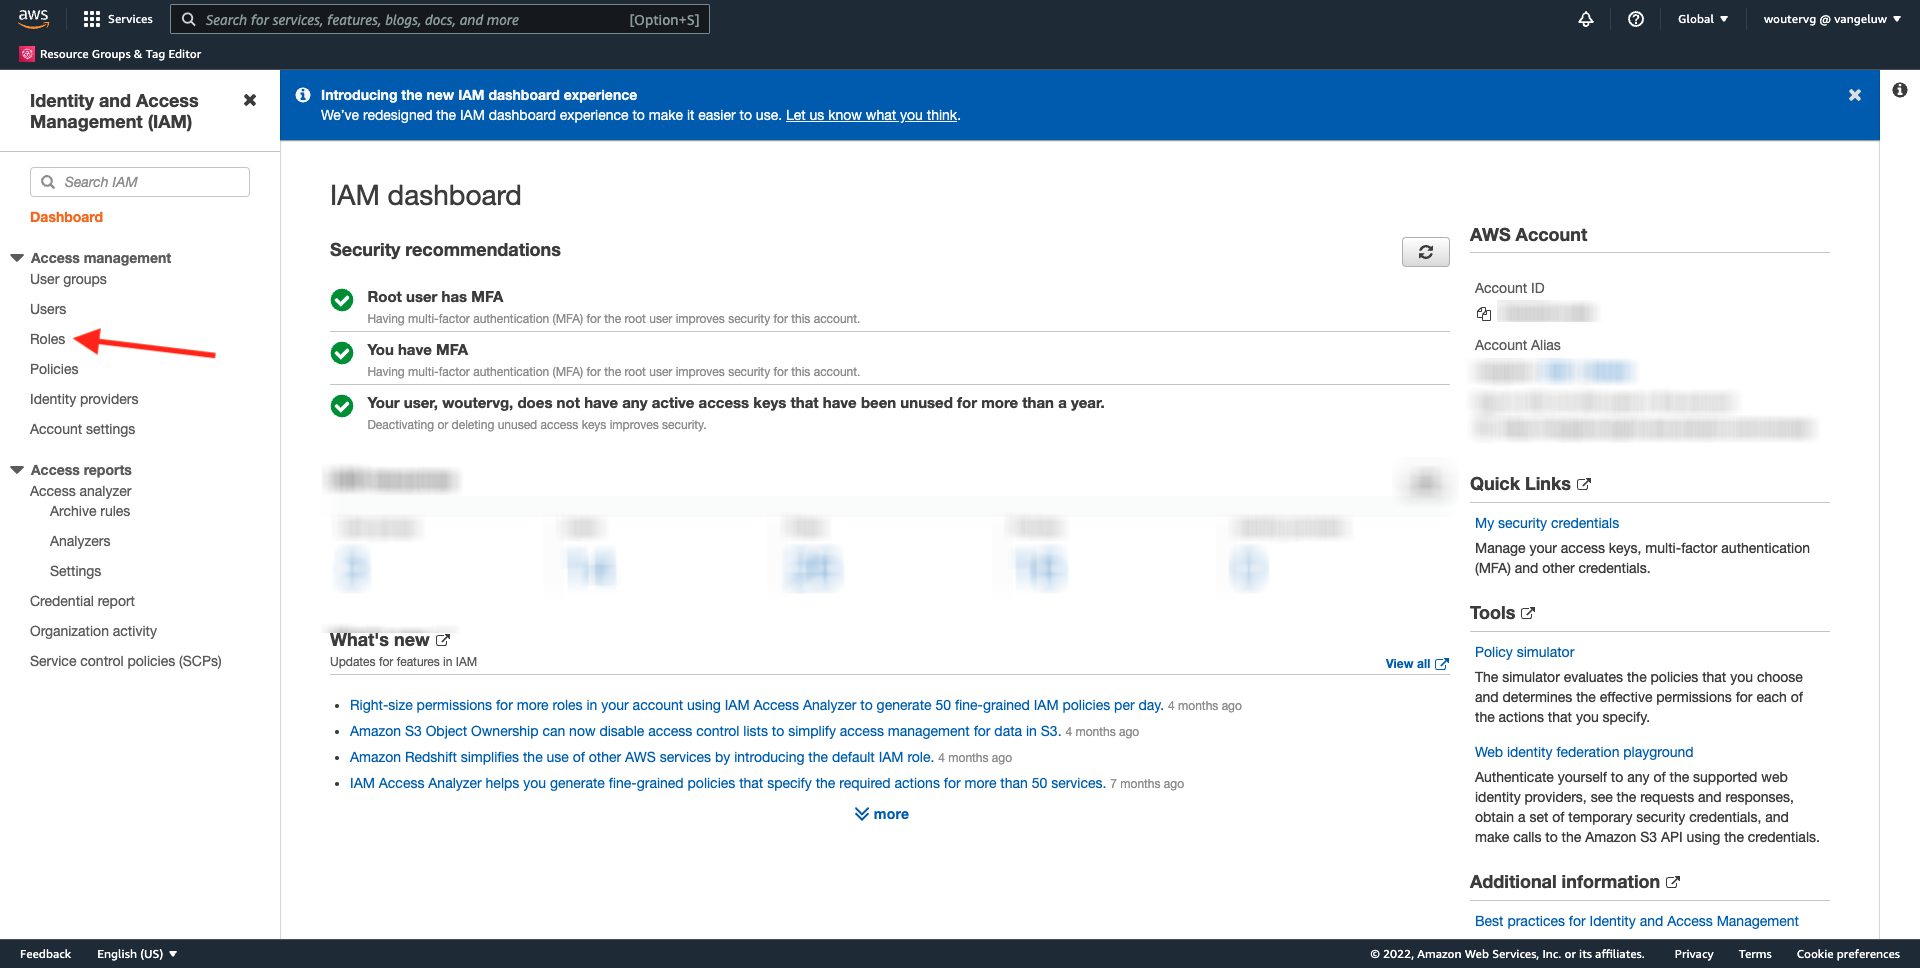 aws
Services
Search for services, features, blogs, docs, and more
[Option+S]
Global
woutervg @ vangeluw
Resource Groups & Tag Editor
Identity and Access
Management (IAM)
Search IAM
Dashboard
Access management
User groups
Users
Roles
Policies
Identity providers
Account settings
Access reports
Access analyzer
Archive rules
Analyzers
Settings
Credential report
Organization activity
Service control policies (SCPs)
Introducing the new IAM dashboard experience
We've redesigned the IAM dashboard experience to make it easier to use. Let us know what you think.
IAM dashboard
Security recommendations
Root user has MFA
Having multi-factor authentication (MFA) for the root user improves security for this account.
You have MFA
Having multi-factor authentication (MFA) for the root user improves security for this account.
Your user, woutervg, does not have any active access keys that have been unused for more than a year.
Deactivating or deleting unused access keys improves security.
What's new
Updates for features in IAM
View all
Right-size permissions for more roles in your account using IAM Access Analyzer to generate 50 fine-grained IAM policies per day. 4 months ago
Amazon S3 Object Ownership can now disable access control lists to simplify access management for data in S3. 4 months ago
Amazon Redshift simplifies the use of other AWS services by introducing the default IAM role. 4 months ago
IAM Access Analyzer helps you generate fine-grained policies that specify the required actions for more than 50 services. 7 months ago
more
AWS Account
Account ID
Account Alias
Quick Links
My security credentials
Manage your access keys, multi-factor authentication
(MFA) and other credentials.
Tools
Policy simulator
The simulator evaluates the policies that you choose
and determines the effective permissions for each of
the actions that you specify.
Web identity federation playground
Authenticate yourself to any of the supported web
identity providers, see the requests and responses,
obtain a set of temporary security credentials, and
make calls to the Amazon S3 API using the credentials.
Additional information
Best practices for Identity and Access Management
Feedback
English (US)
© 2022, Amazon Web Services, Inc. or its affiliates.
Privacy
Terms
Cookie preferences